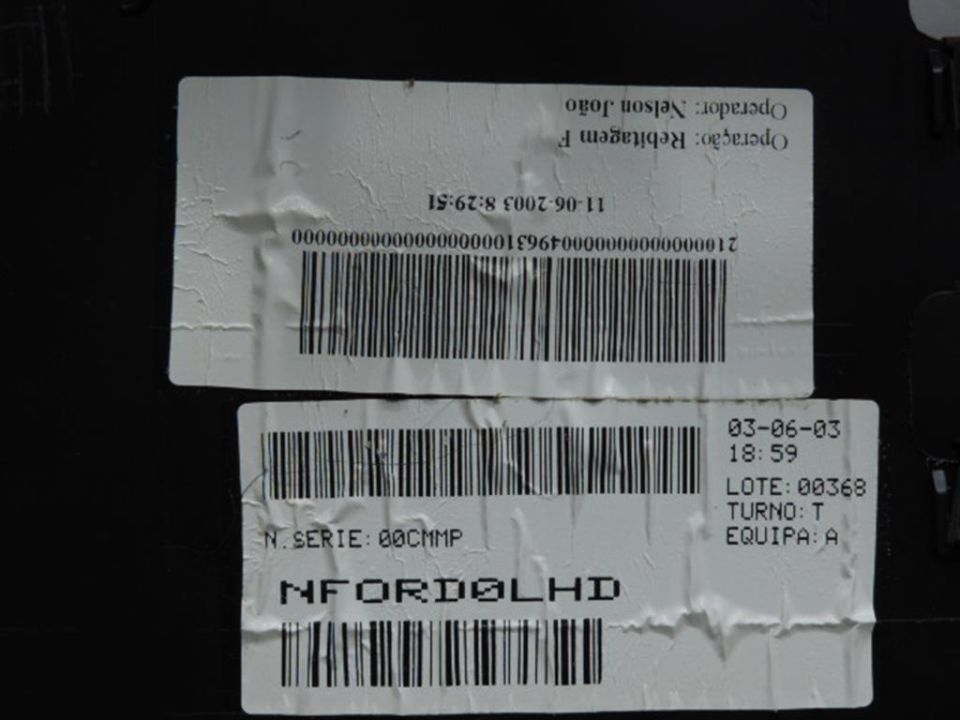 11-06-2003 8:29:51
Operação: Rebitagem F
Operador: Nelson João
03-06-03
18:59
LOTE:00368
TURNO:T
EQUIPA:A
N.SERIE:00CMMP
NFORD0LHD